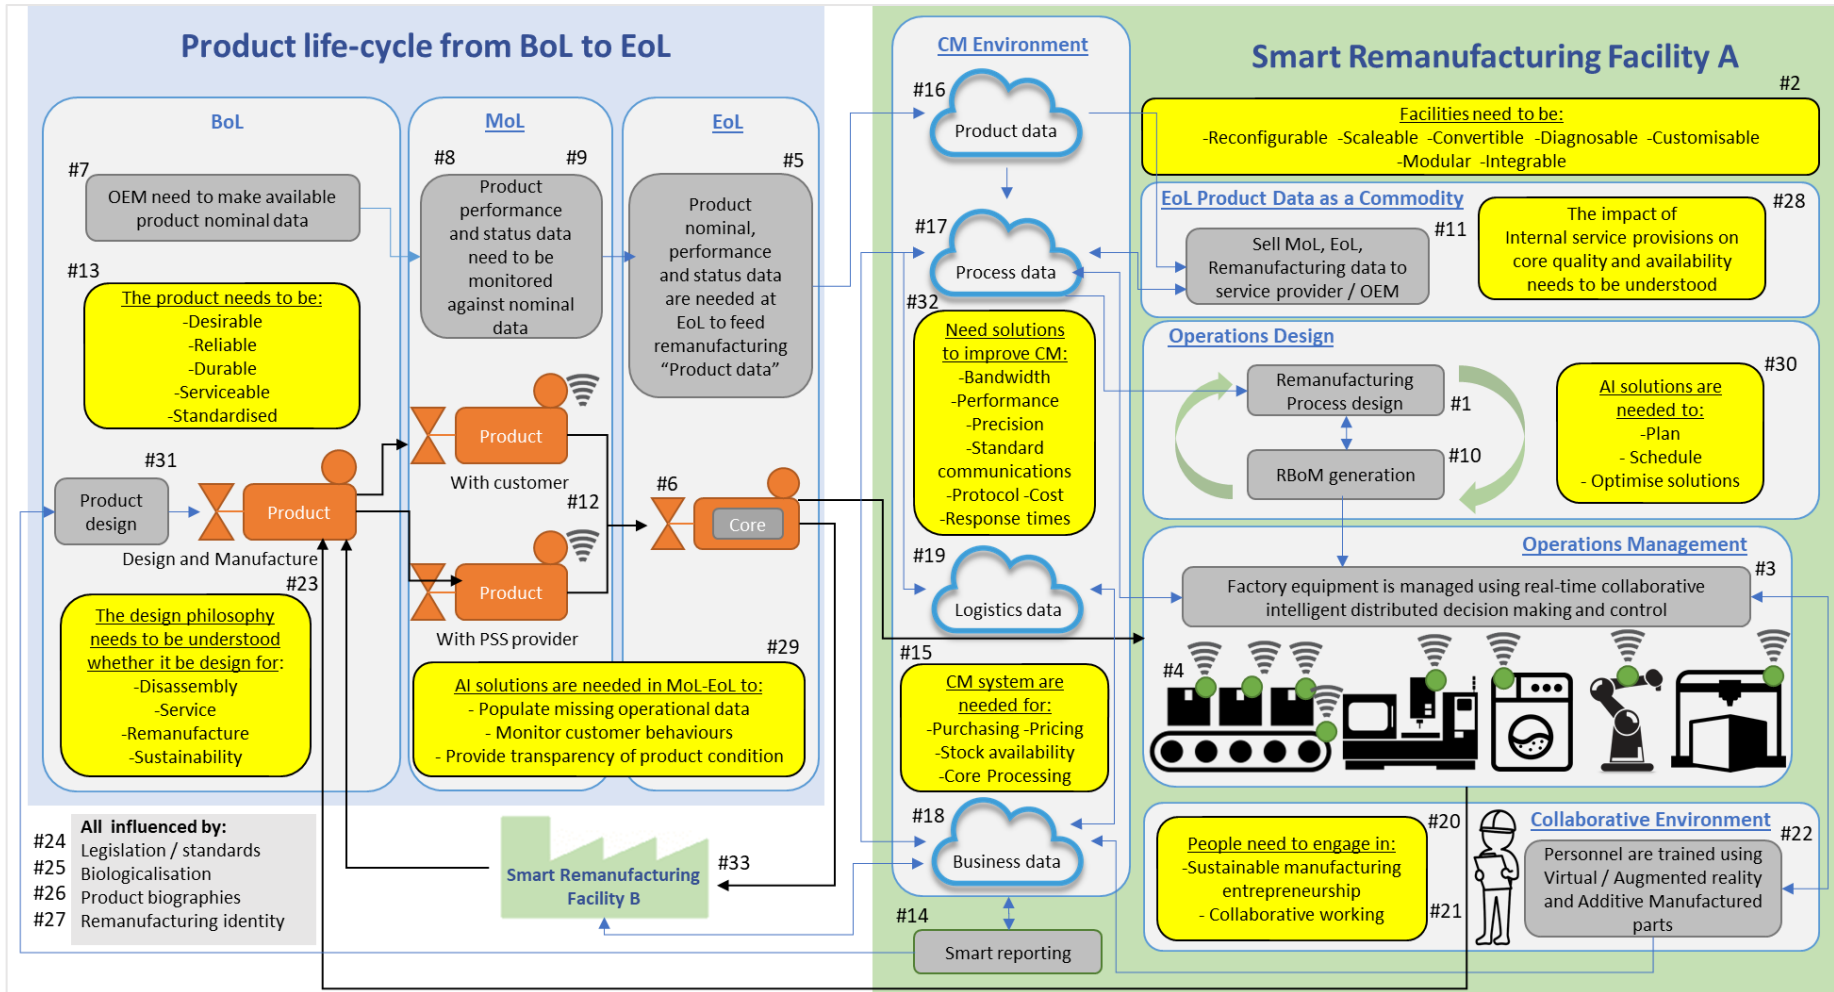 Product life-cycle from BoL to EoL
BoL
MoL
EoL
#7
OEM need to make available
product nominal data
#8
#9
Product
performance
and status data
need to be
monitored
against nominal
data
#5
Product
nominal,
performance
and status data
are needed at
EoL to feed
remanufacturing
“Product data”
#13
The product needs to be:
-Desirable
-Reliable
-Durable
-Serviceable
-Standardised
#31
Product
design
Product
Design and Manufacture
Product
With customer
#12
Product
With PSS provider
#6
Core
#23
The design philosophy
needs to be understood
whether it be design for:
-Disassembly
-Service
-Remanufacture
-Sustainability
#29
AI solutions are needed in MoL-EoL to:
- Populate missing operational data
- Monitor customer behaviours
- Provide transparency of product condition
All influenced by:
#24 Legislation / standards
#25 Biologicalisation
#26 Product biographies
#27 Remanufacturing identity
Smart Remanufacturing
Facility B
#33
CM Environment
#16
Product data
#17
Process data
#32
Need solutions
to improve CM:
-Bandwidth
-Performance
-Precision
-Standard
communications
-Protocol -Cost
-Response times
#19
Logistics data
#15
CM system are
needed for:
-Purchasing -Pricing
-Stock availability
-Core Processing
#18
Business data
#14
Smart reporting
Smart Remanufacturing Facility A
#2
Facilities need to be:
-Reconfigurable -Scaleable -Convertible -Diagnosable -Customisable
-Modular -Integrable
EoL Product Data as a Commodity
#11
Sell MoL, EoL,
Remanufacturing data to
service provider / OEM
#28
The impact of
Internal service provisions on
core quality and availability
needs to be understood
Operations Design
Remanufacturing
Process design
#1
#10
RBoM generation
#30
AI solutions are
needed to:
-Plan
- Schedule
- Optimise solutions
Operations Management
#3
Factory equipment is managed using real-time collaborative
intelligent distributed decision making and control
#4
#20
People need to engage in:
-Sustainable manufacturing
entrepreneurship
- Collaborative working
#21
Collaborative Environment
#22
Personnel are trained using
Virtual / Augmented reality
and Additive Manufactured
parts